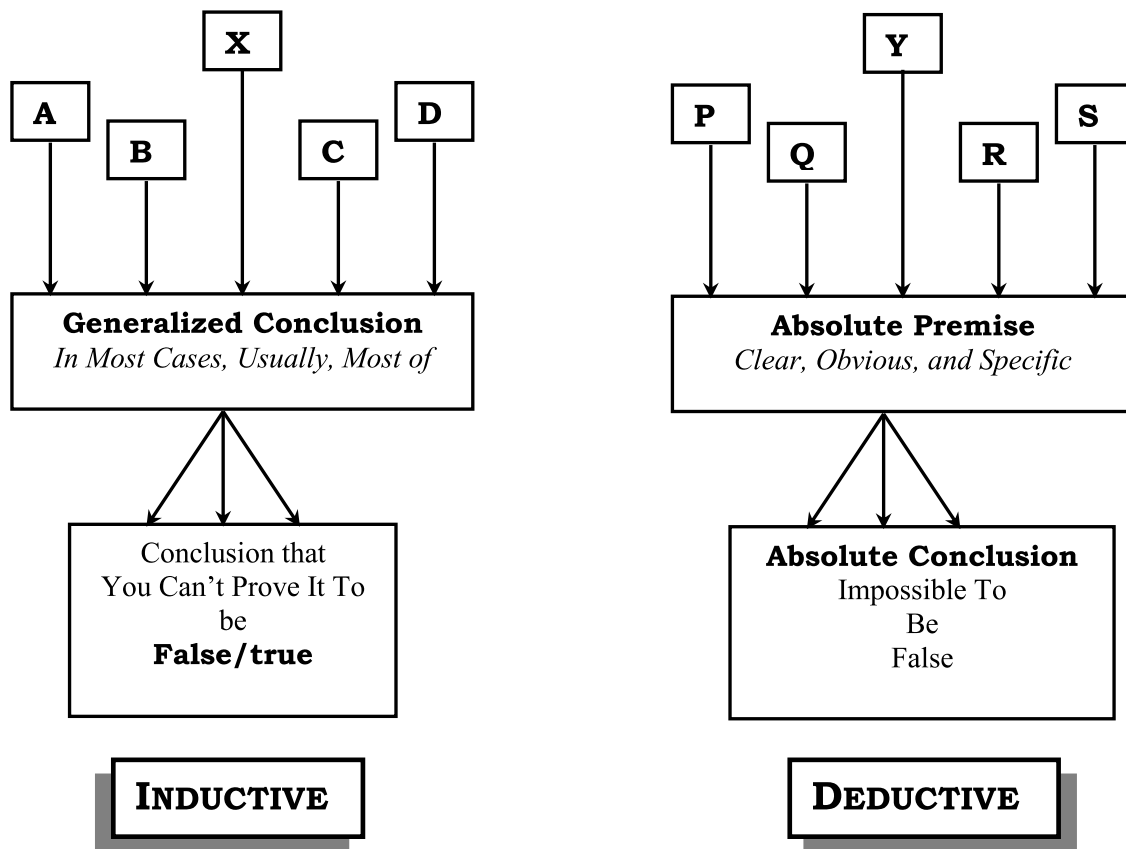 X
A
D
B
C
Generalized Conclusion
In Most Cases, Usually, Most of
Conclusion that
You Can’t Prove It To
be
False/true
INDUCTIVE
Y
P
S
Q
R
Absolute Premise
Clear, Obvious, and Specific
Absolute Conclusion
Impossible To
Be
False
DEDUCTIVE